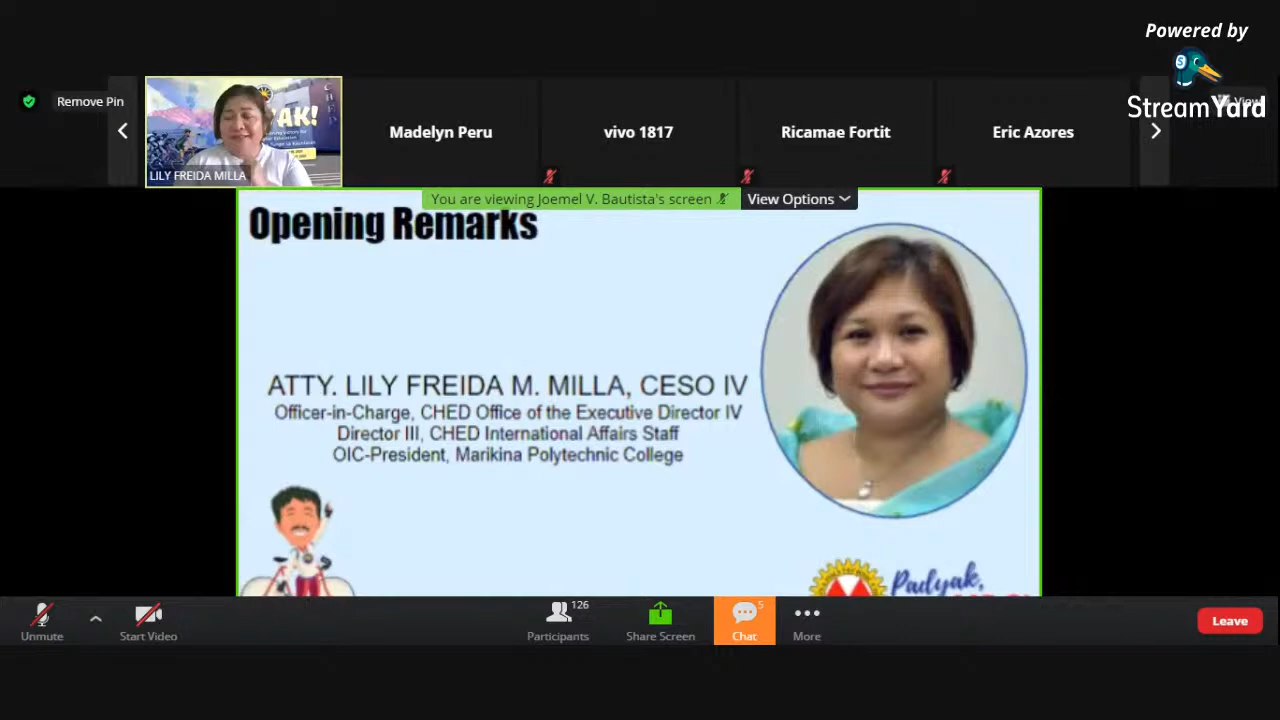 Powered by
StreamYard
Remove Pin
View
AK!
LILY FREIDA MILLA
Madelyn Peru
vivo 1817
Ricamae Fortit
Eric Azores
You are viewing Joemel V. Bautista's screen
View Options
Opening Remarks
ATTY. LILY FREIDA M. MILLA, CESO IV
Officer-in-Charge, CHED Office of the Executive Director IV
Director III, CHED International Affairs Staff
OIC-President, Marikina Polytechnic College
Padyak,
Unmute
Start Video
Participants
126
Share Screen
Chat
5
More
Leave